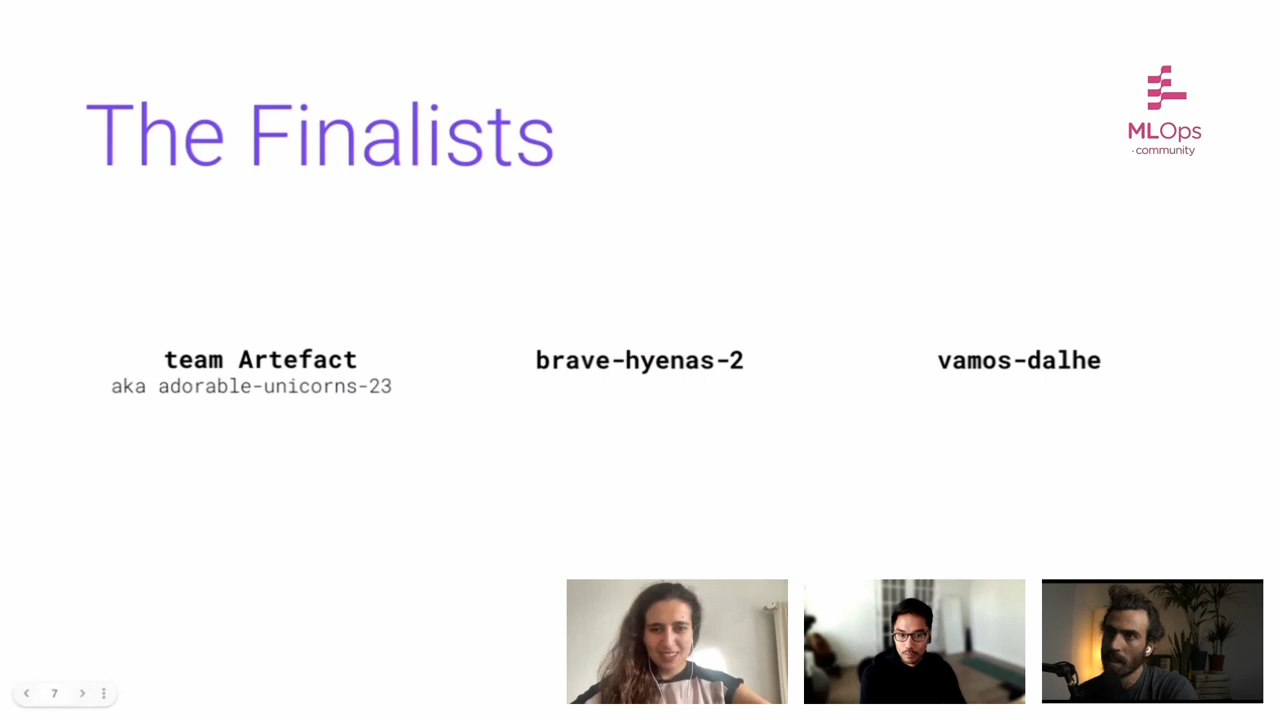 The Finalists
MLOps
community
team Artefact
aka adorable-unicorns-23
brave-hyenas-2
vamos-dalhe
7